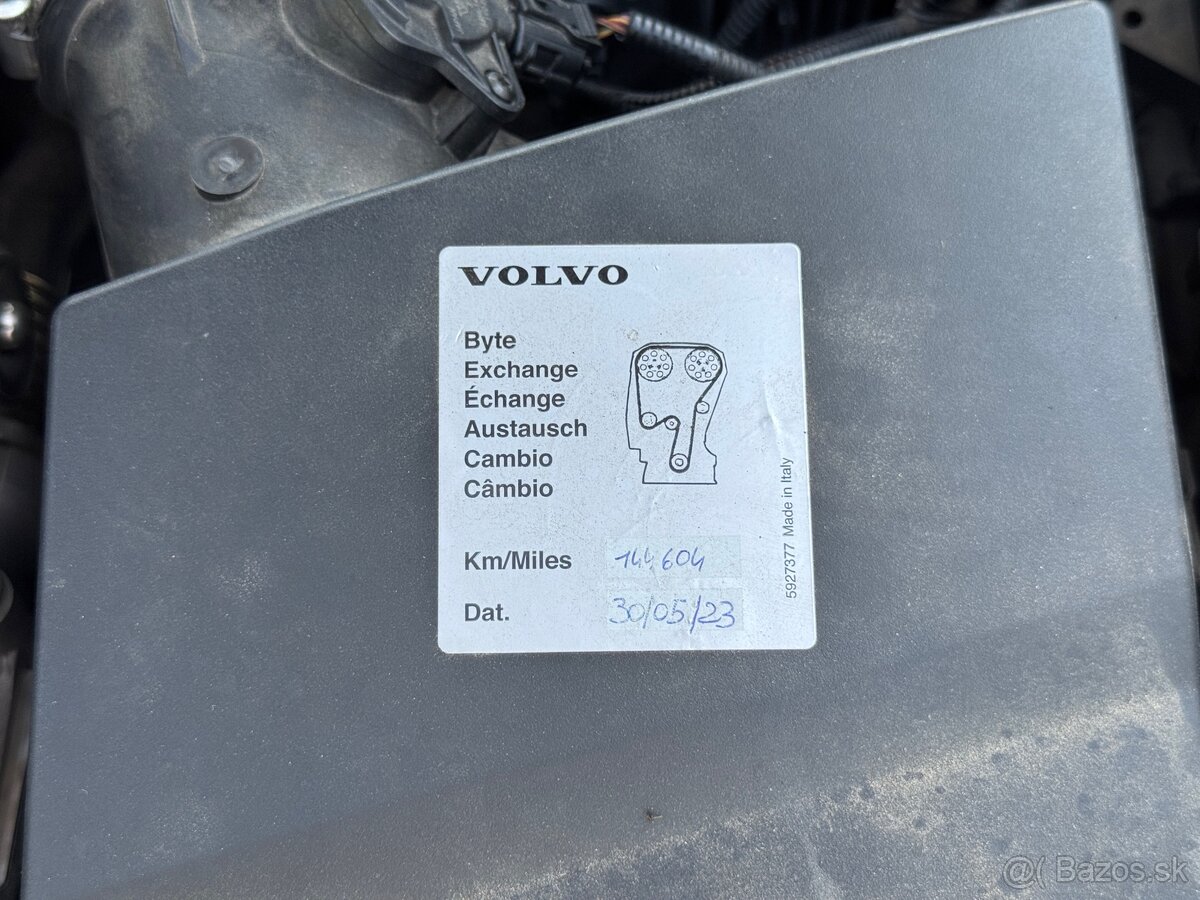 VOLVO
Byte
Exchange
Échange
Austausch
Cambio
Câmbio
Km/Miles 144.604
Dat. 30/05/23
5927377 Made in Italy
@( Bazos.sk